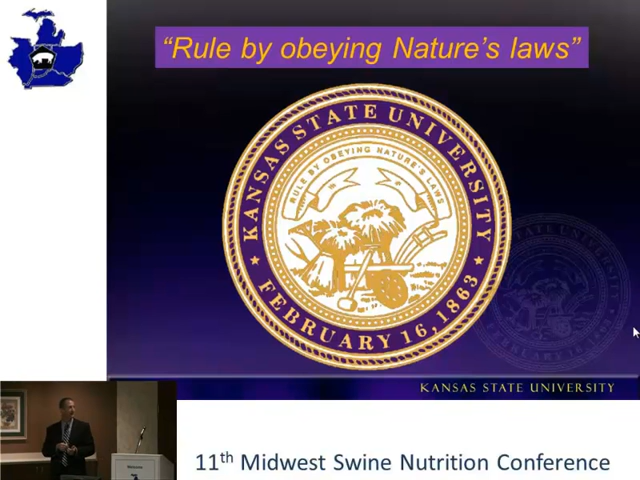 “Rule by obeying Nature’s laws”
KANSAS STATE UNIVERSITY
RULE BY OBEYING NATURE'S LAWS
FEBRUARY 16, 1863
KANSAS STATE UNIVERSITY
11th Midwest Swine Nutrition Conference